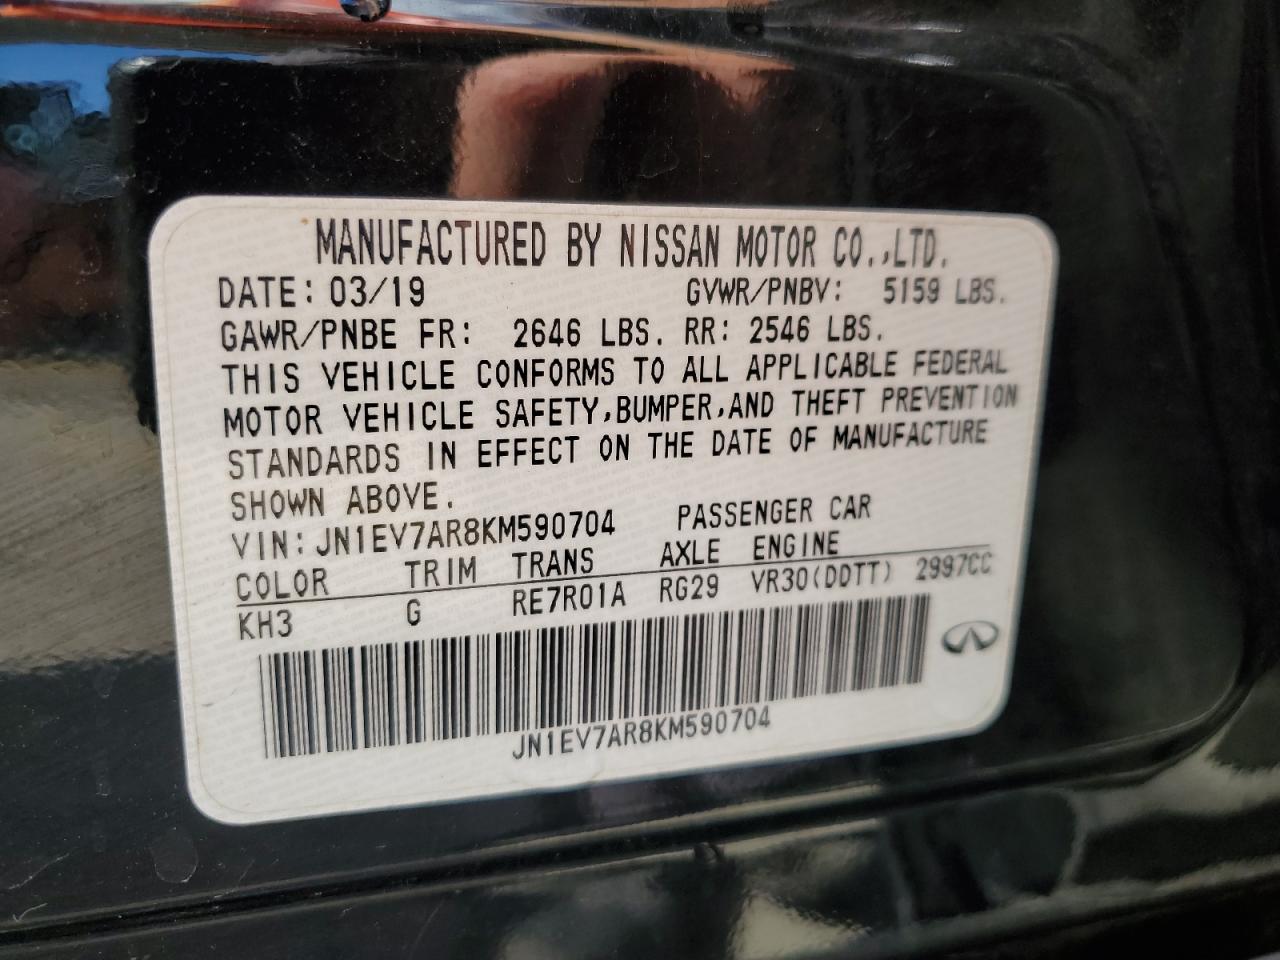 MANUFACTURED BY NISSAN MOTOR CO.,LTD.
DATE: 03/19 GVWR/PNBV: 5159 LBS.
GAWR/PNBE FR: 2646 LBS. RR: 2546 LBS.
THIS VEHICLE CONFORMS TO ALL APPLICABLE FEDERAL
MOTOR VEHICLE SAFETY,BUMPER,AND THEFT PREVENTION
STANDARDS IN EFFECT ON THE DATE OF MANUFACTURE
SHOWN ABOVE.
VIN: JN1EV7AR8KM590704 PASSENGER CAR
COLOR TRIM TRANS AXLE ENGINE
KH3 G RE7R01A RG29 VR30(DDTT) 2997CC
JN1EV7AR8KM590704